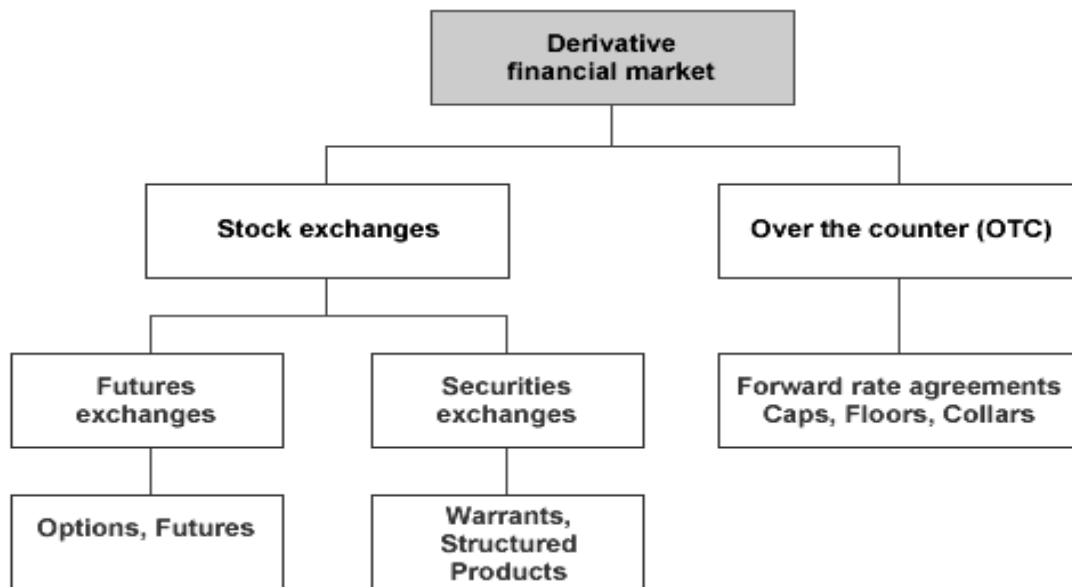 Derivative
financial market
Stock exchanges
Over the counter (OTC)
Futures
exchanges
Securities
exchanges
Forward rate agreements
Caps, Floors, Collars
Options, Futures
Warrants,
Structured
Products